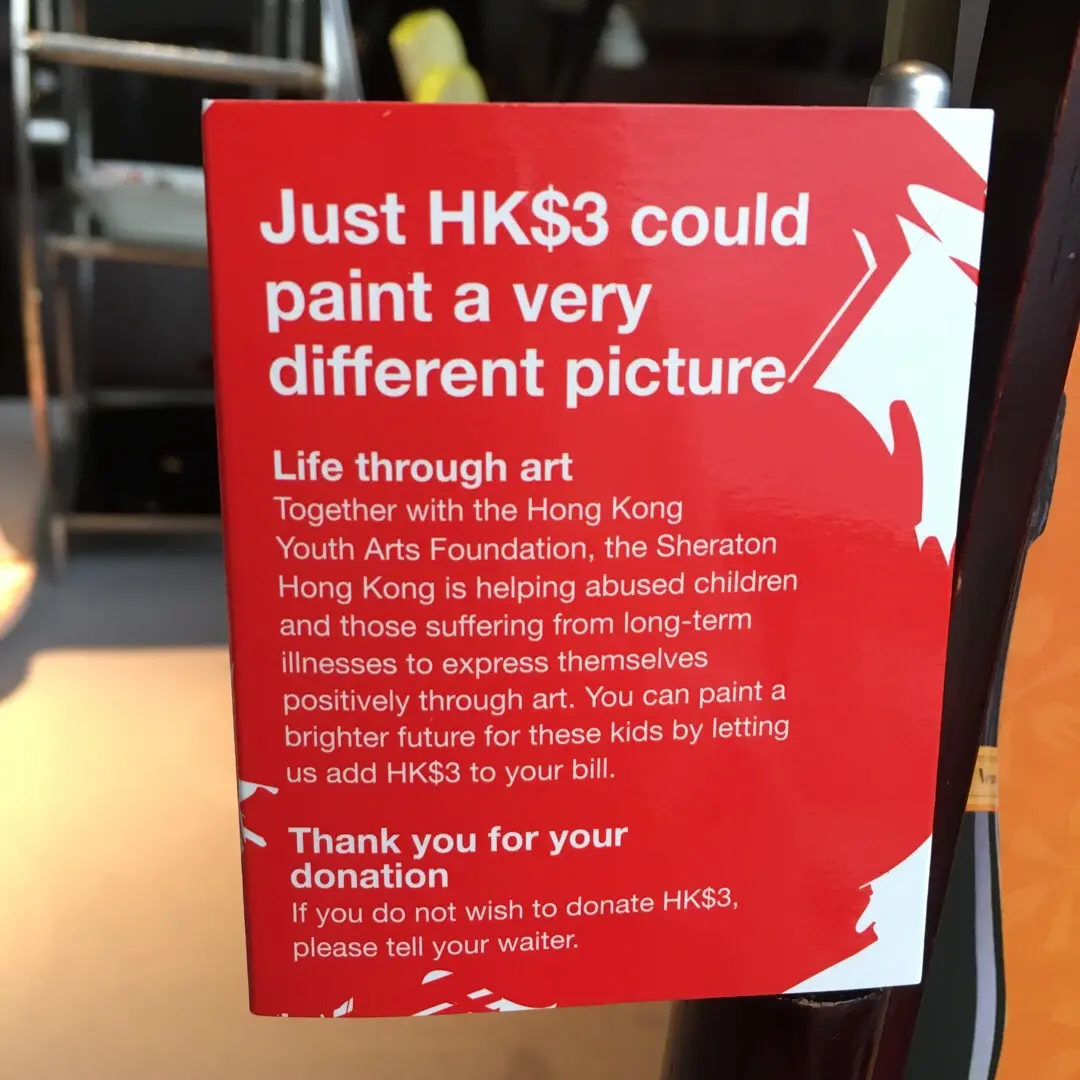 Just HK$3 could
paint a very
different picture
Life through art
Together with the Hong Kong
Youth Arts Foundation, the Sheraton
Hong Kong is helping abused children
and those suffering from long-term
illnesses to express themselves
positively through art. You can paint a
brighter future for these kids by letting
us add HK$3 to your bill.
Thank you for your
donation
If you do not wish to donate HK$3,
please tell your waiter.